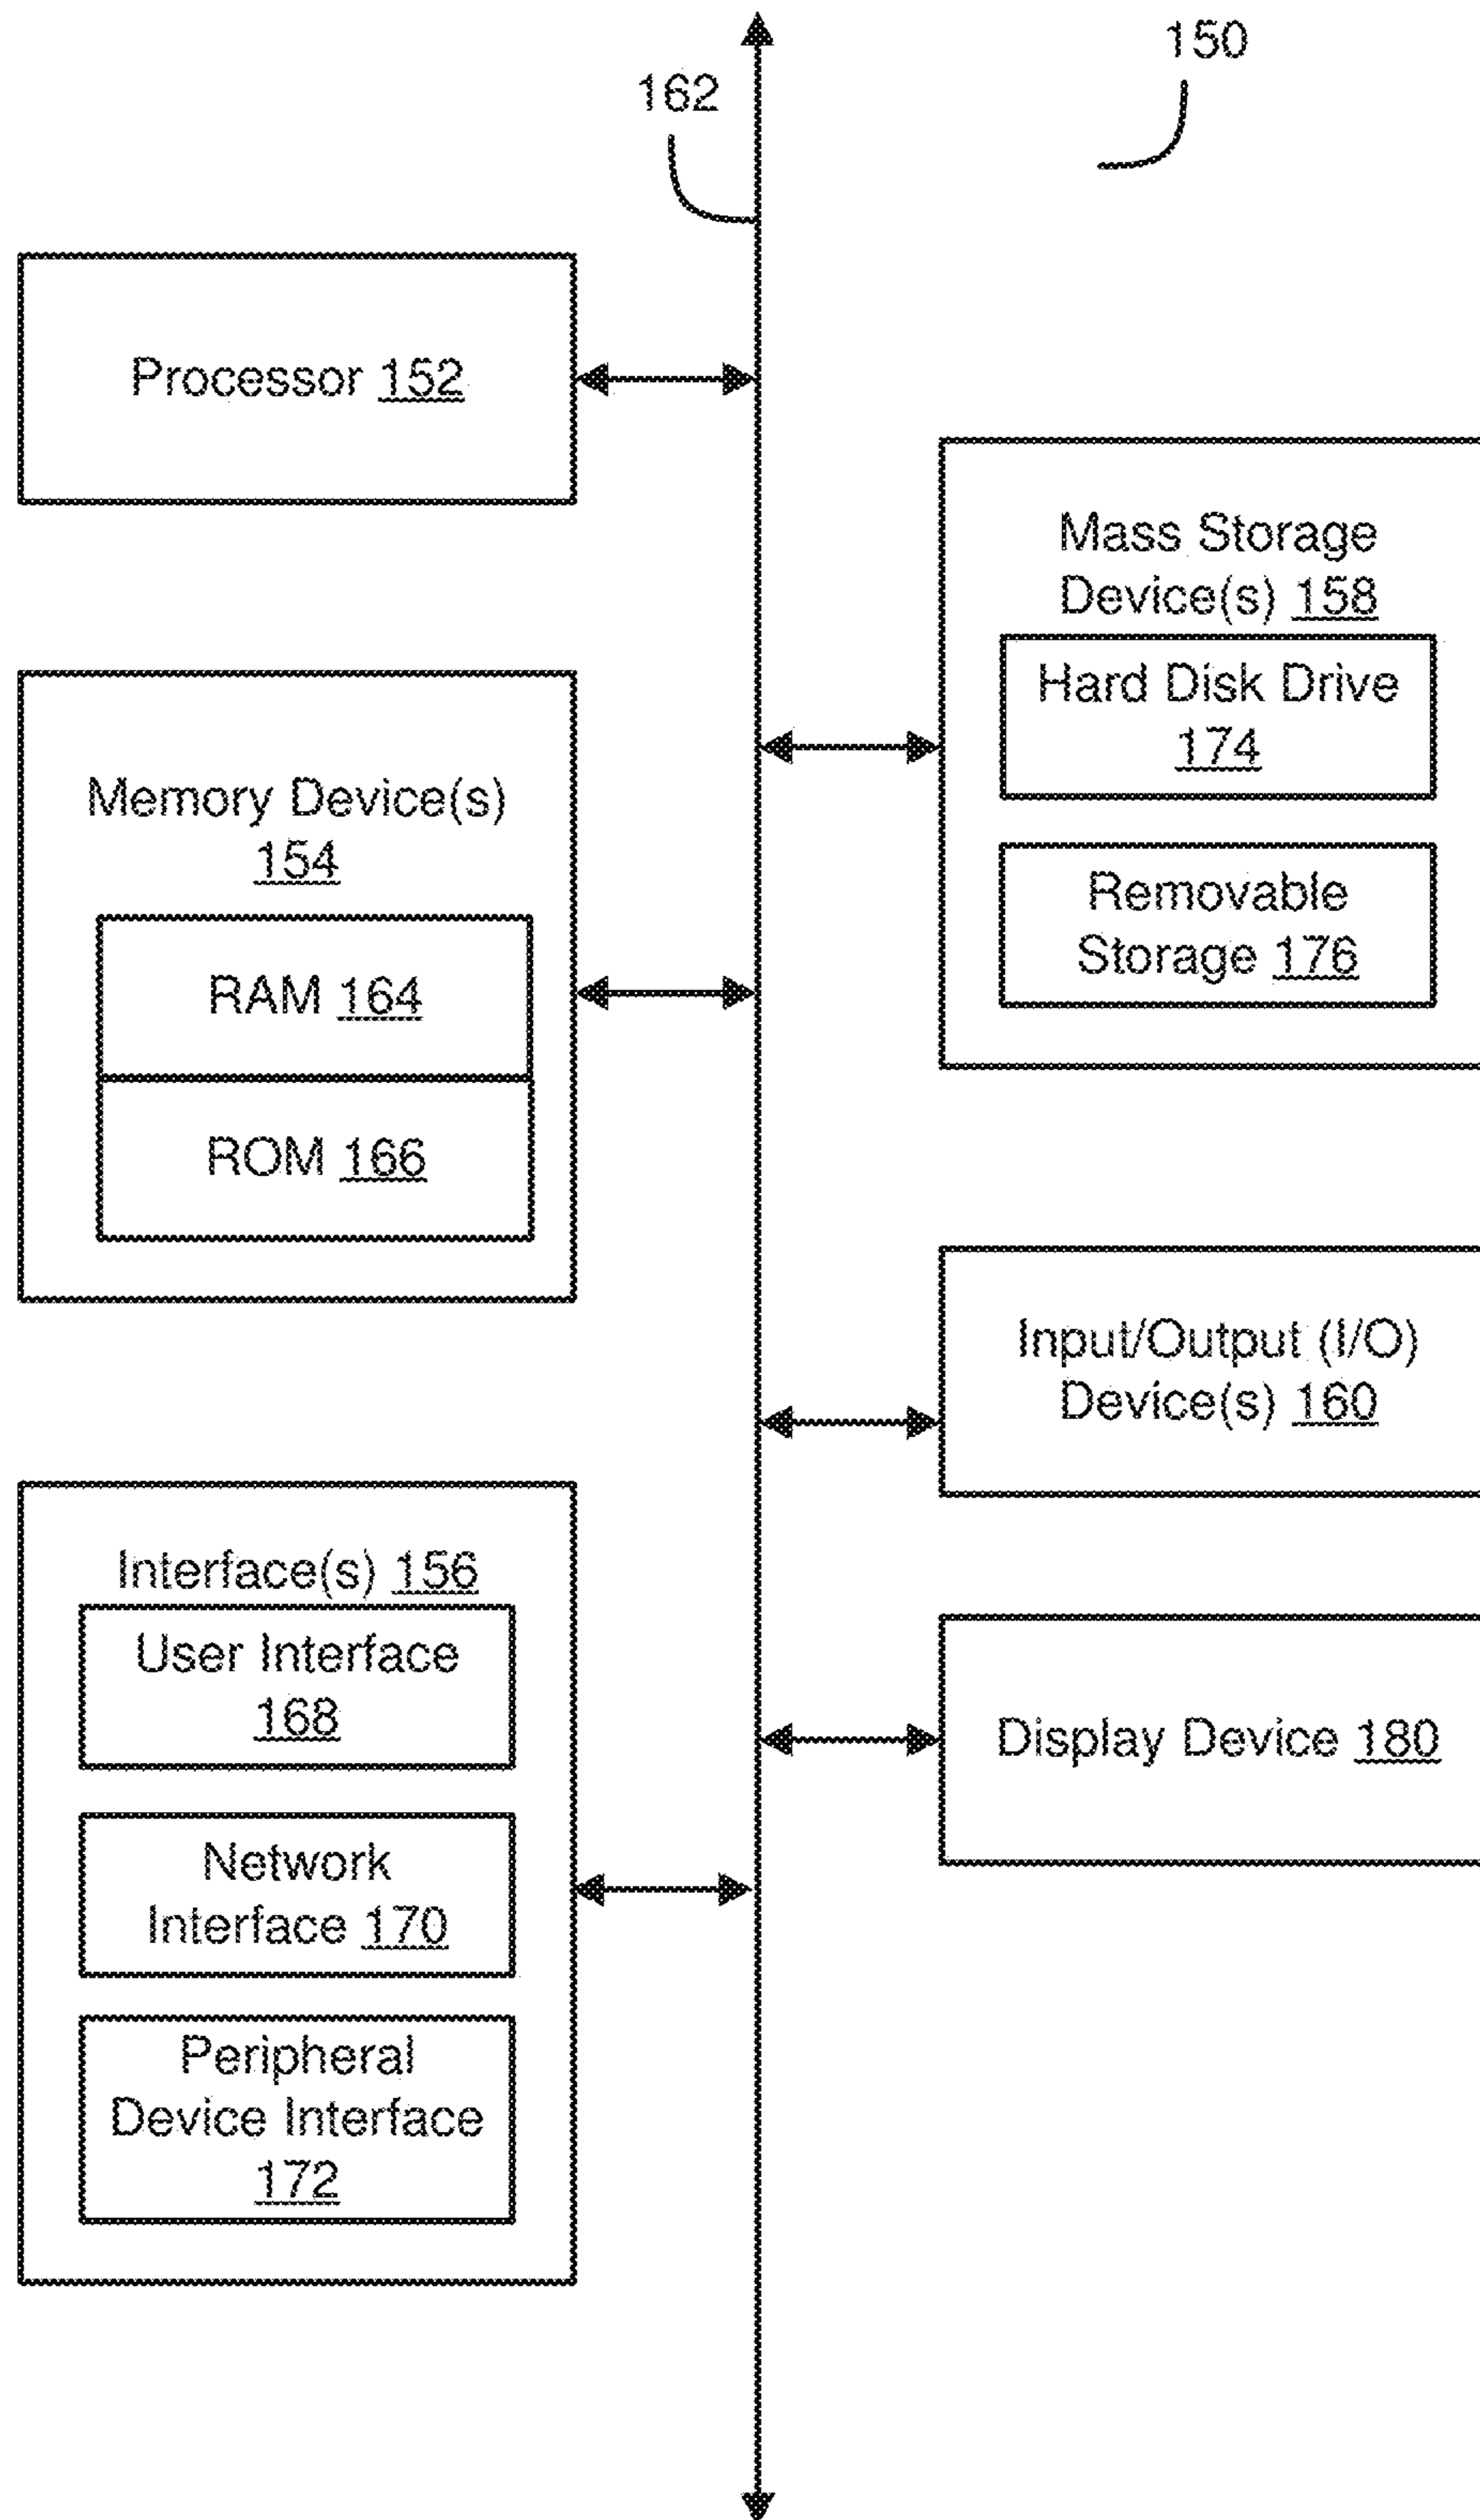 150
162
Processor 152
Mass Storage
Device(s) 158
Hard Disk Drive
174
Removable
Storage 176
Memory Device(s)
154
RAM 164
ROM 166
Input/Output (I/O)
Device(s) 160
Interface(s) 156
User Interface
168
Network
Interface 170
Peripheral
Device Interface
172
Display Device 180